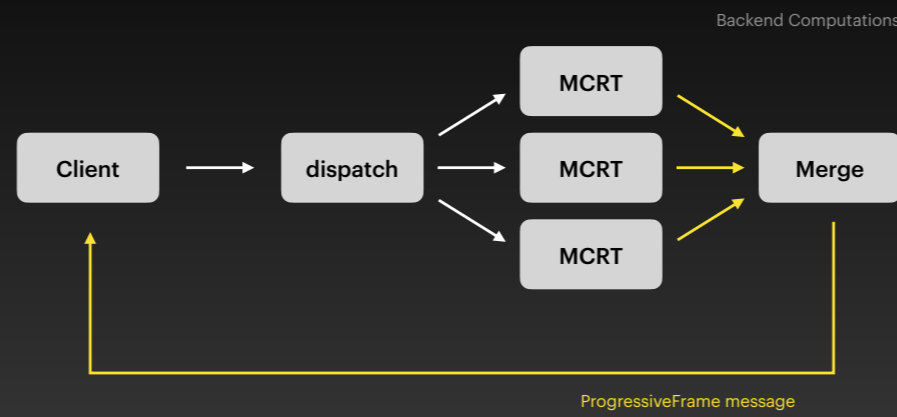 Backend Computations
MCRT
Client
dispatch
MCRT
Merge
MCRT
ProgressiveFrame message